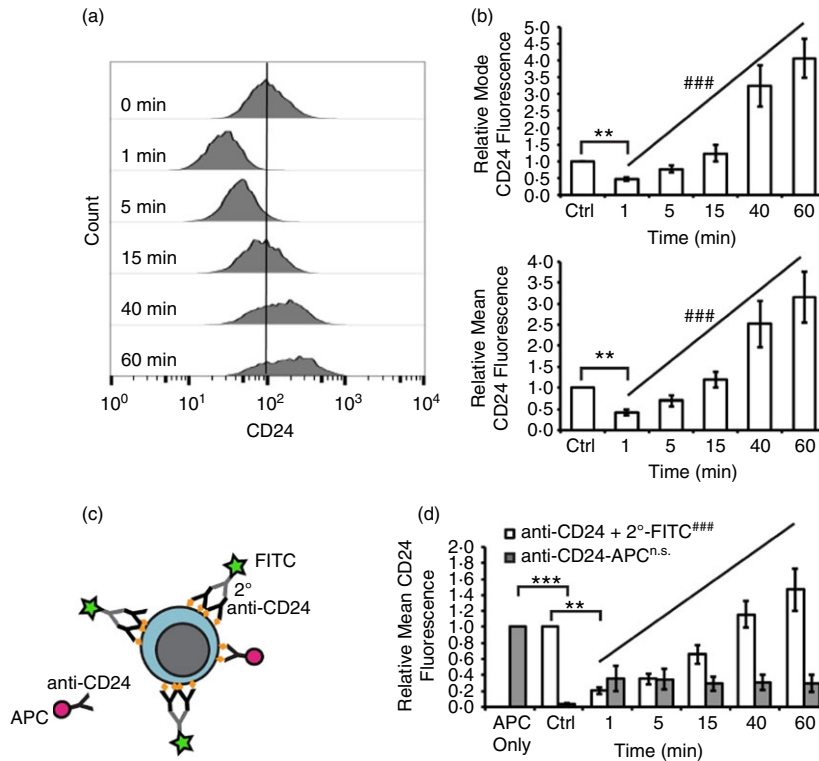 (a)
0 min
1 min
5 min
15 min
40 min
60 min
Count
10⁰ 10¹ 10² 10³ 10⁴
CD24
(b)
Relative Mode
CD24 Fluorescence
5·0
4·5
4·0
3·5
3·0
2·5
2·0
1·5
1·0
0·5
0·0
**
###
Ctrl 1 5 15 40 60
Time (min)
Relative Mean
CD24 Fluorescence
4·0
3·5
3·0
2·5
2·0
1·5
1·0
0·5
0·0
**
###
Ctrl 1 5 15 40 60
Time (min)
(c)
FITC
2°
anti-CD24
anti-CD24
APC
(d)
anti-CD24 + 2°-FITC###
anti-CD24-APCn.s.
Relative Mean CD24
Fluorescence
2·0
1·8
1·6
1·4
1·2
1·0
0·8
0·6
0·4
0·2
0·0
***
**
APC Ctrl 1 5 15 40 60
Only
Time (min)